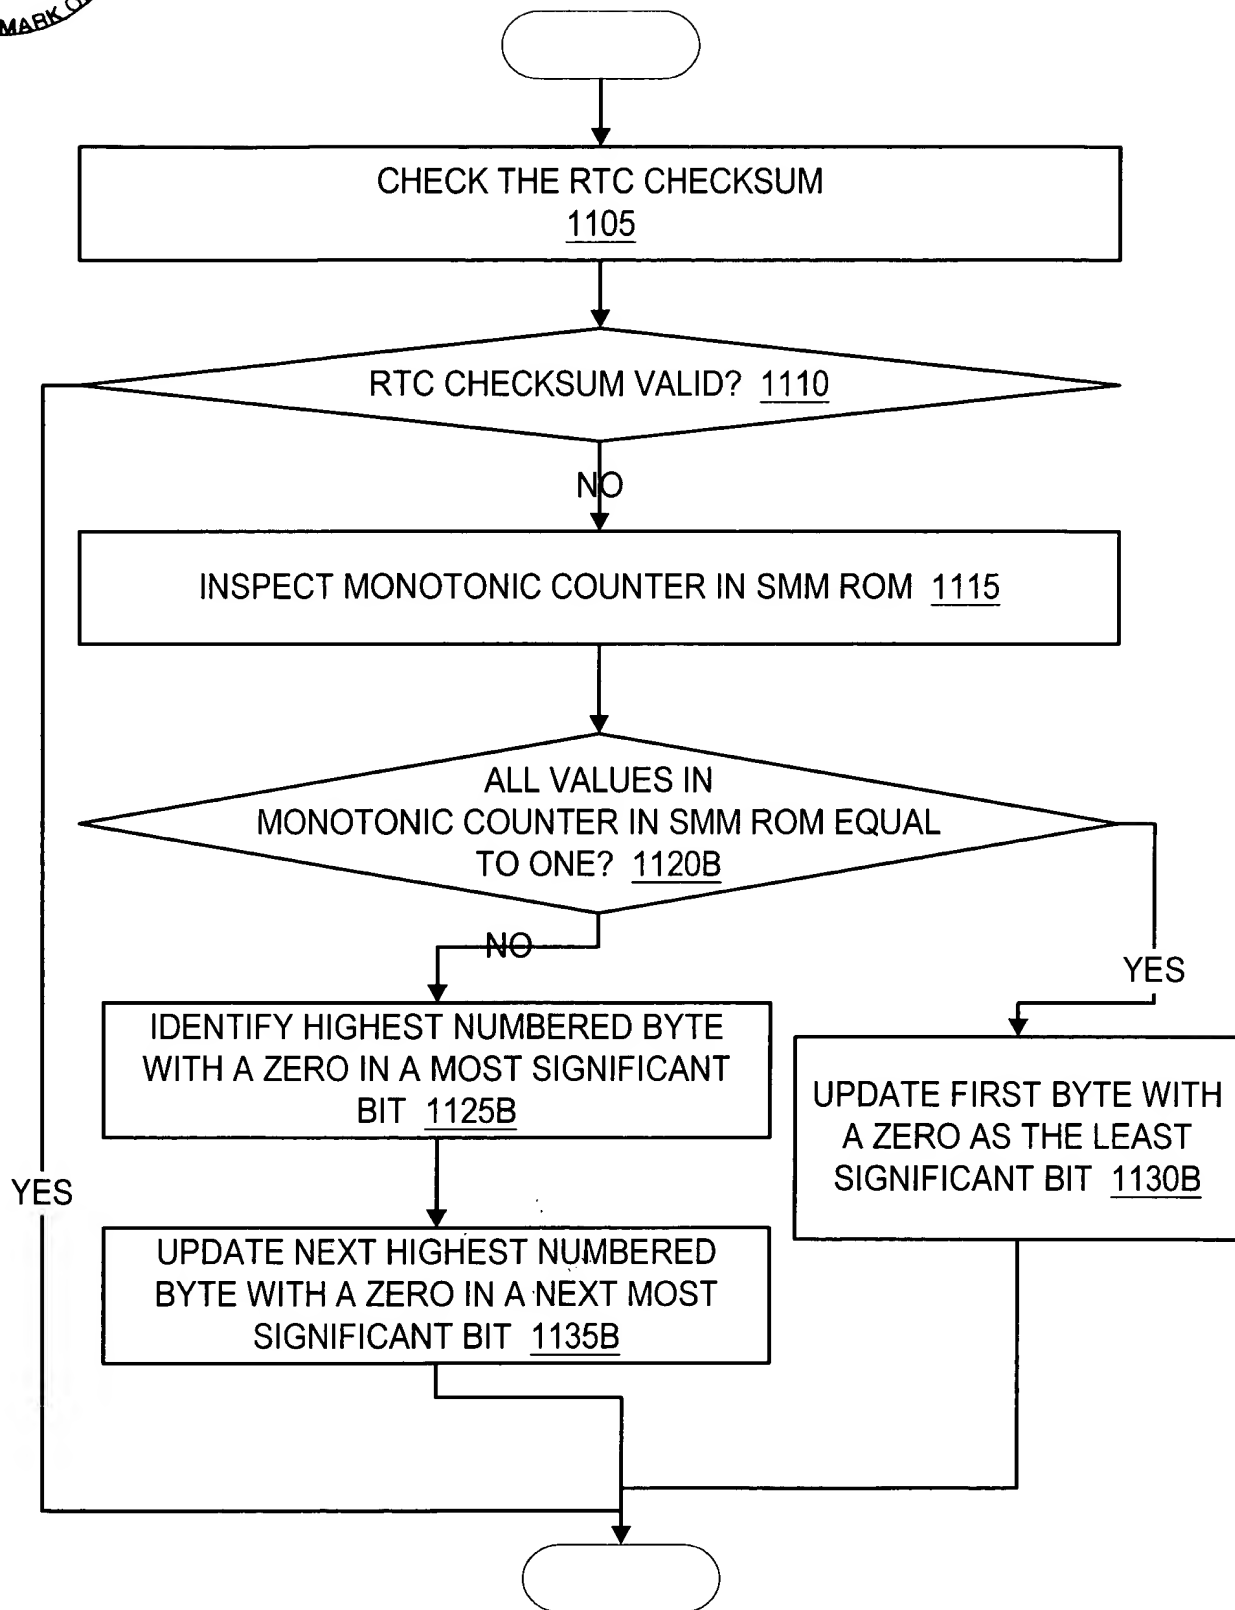 MARK
CHECK THE RTC CHECKSUM
1105
RTC CHECKSUM VALID? 1110
NO
INSPECT MONOTONIC COUNTER IN SMM ROM 1115
ALL VALUES IN
MONOTONIC COUNTER IN SMM ROM EQUAL
TO ONE? 1120B
NO
YES
IDENTIFY HIGHEST NUMBERED BYTE
WITH A ZERO IN A MOST SIGNIFICANT
BIT 1125B
UPDATE FIRST BYTE WITH
A ZERO AS THE LEAST
SIGNIFICANT BIT 1130B
YES
UPDATE NEXT HIGHEST NUMBERED
BYTE WITH A ZERO IN A NEXT MOST
SIGNIFICANT BIT 1135B